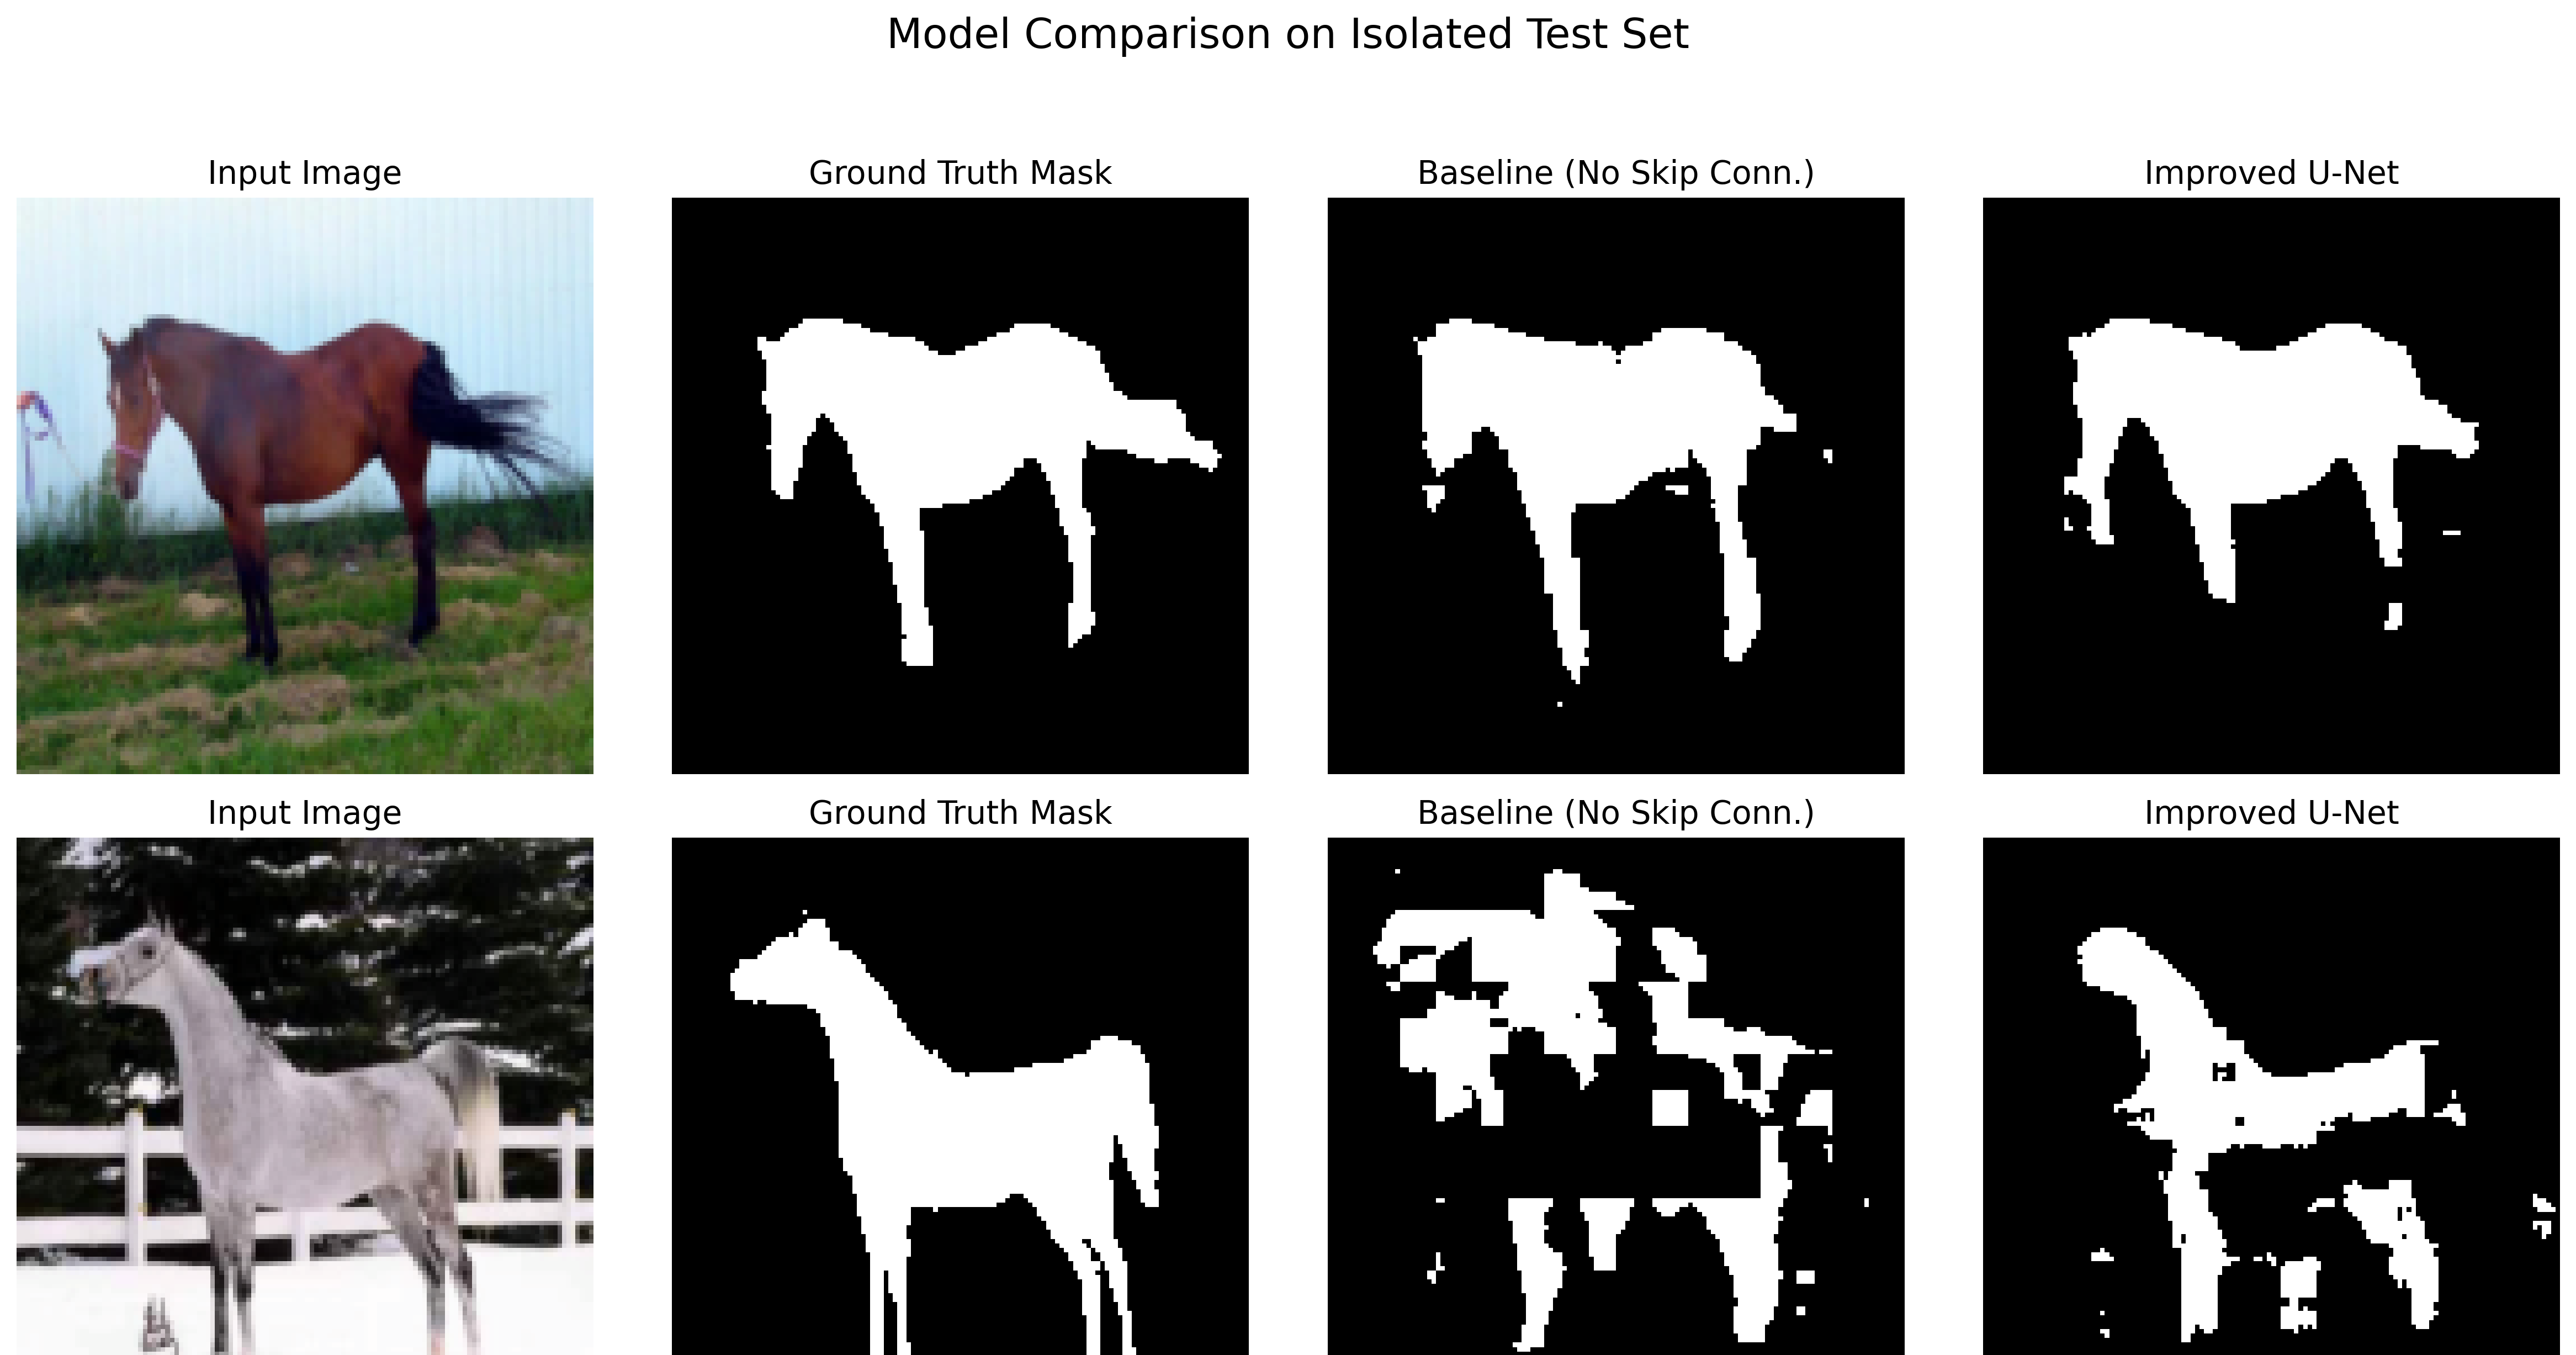 Model Comparison on Isolated Test Set
Input Image
Ground Truth Mask
Baseline (No Skip Conn.)
Improved U-Net
Input Image
Ground Truth Mask
Baseline (No Skip Conn.)
Improved U-Net